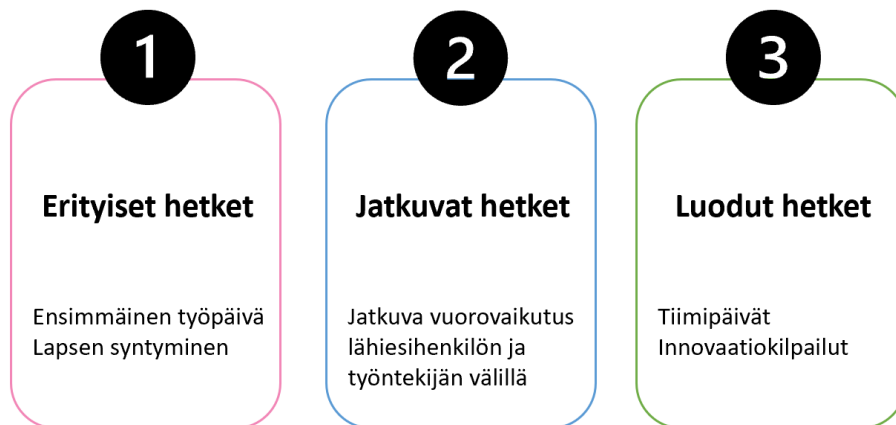 1
Erityiset hetket
Ensimmäinen työpäivä
Lapsen syntyminen
2
Jatkuvat hetket
Jatkuva vuorovaikutus
lähiesihenkilön ja
työntekijän välillä
3
Luodut hetket
Tiimipäivät
Innovaatiokilpailut